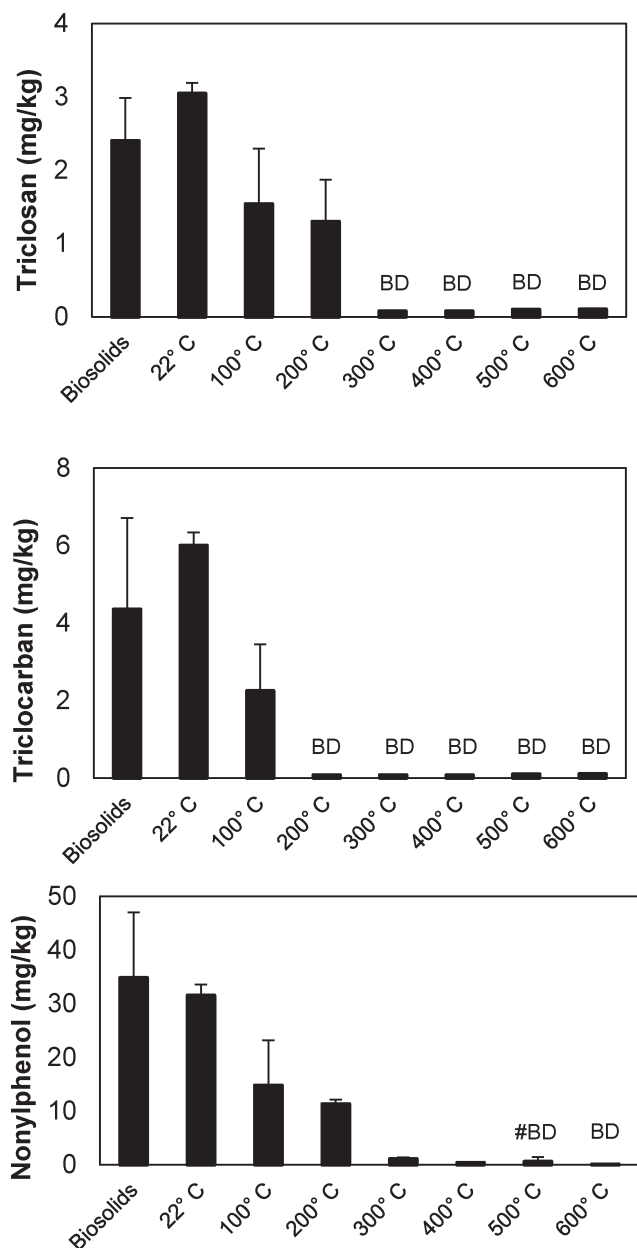 Triclosan (mg/kg)
4
3
2
1
0
BD BD BD BD
Biosolids 22° C 100° C 200° C 300° C 400° C 500° C 600° C
Triclocarban (mg/kg)
8
6
4
2
0
BD BD BD BD BD
Biosolids 22° C 100° C 200° C 300° C 400° C 500° C 600° C
Nonylphenol (mg/kg)
50
40
30
20
10
0
#BD BD
Biosolids 22° C 100° C 200° C 300° C 400° C 500° C 600° C